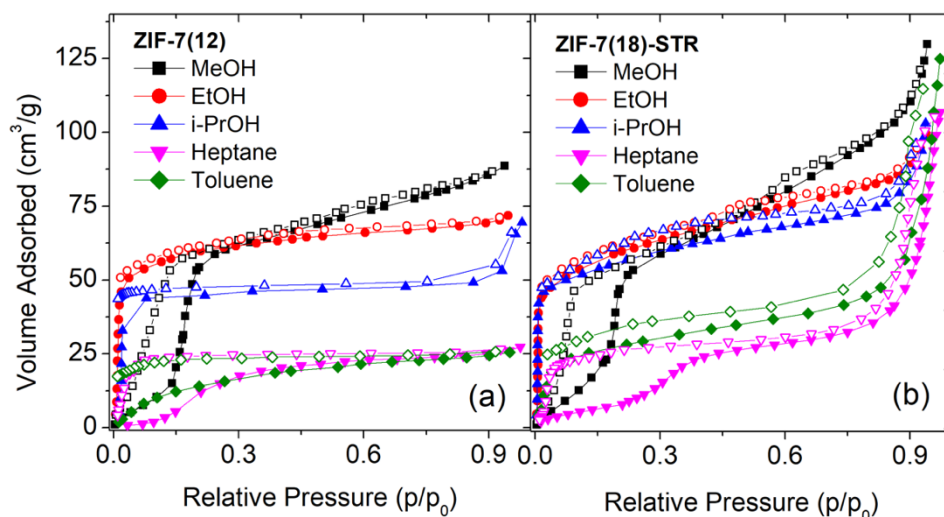 ZIF-7(12)
MeOH
EtOH
i-PrOH
Heptane
Toluene
(a)
ZIF-7(18)-STR
MeOH
EtOH
i-PrOH
Heptane
Toluene
(b)
Volume Adsorbed (cm³/g)
125
100
75
50
25
0
0.0 0.3 0.6 0.9 0.0 0.3 0.6 0.9
Relative Pressure (p/p₀) Relative Pressure (p/p₀)